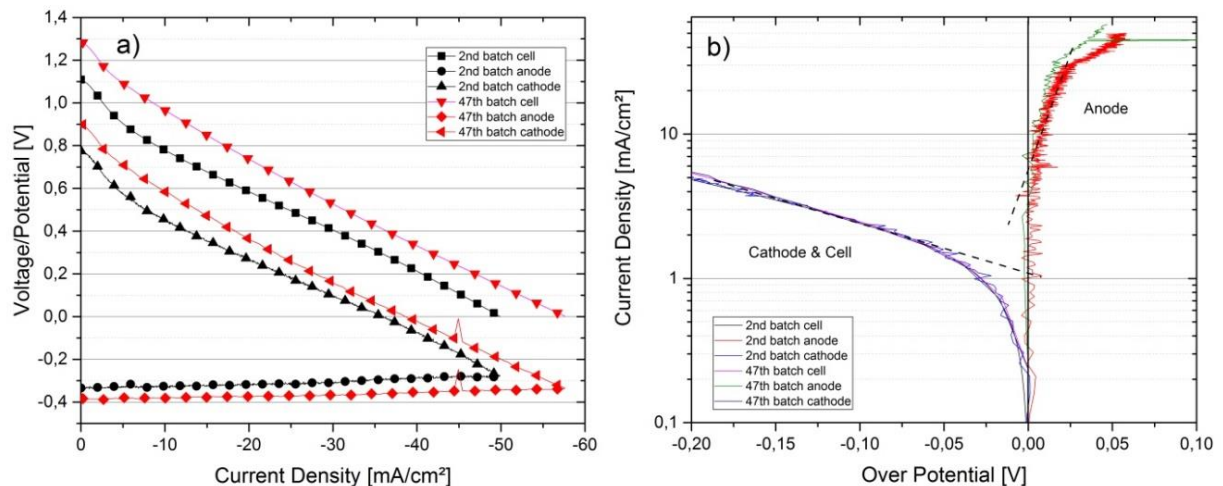 a)
1,4
1,2
1,0
0,8
0,6
0,4
0,2
0,0
-0,2
-0,4
Voltage/Potential [V]
2nd batch cell
2nd batch anode
2nd batch cathode
47th batch cell
47th batch anode
47th batch cathode
0 -10 -20 -30 -40 -50 -60
Current Density [mA/cm²]
b)
10
1
0,1
Current Density [mA/cm²]
Anode
Cathode & Cell
2nd batch cell
2nd batch anode
2nd batch cathode
47th batch cell
47th batch anode
47th batch cathode
-0,20 -0,15 -0,10 -0,05 0,00 0,05 0,10
Over Potential [V]